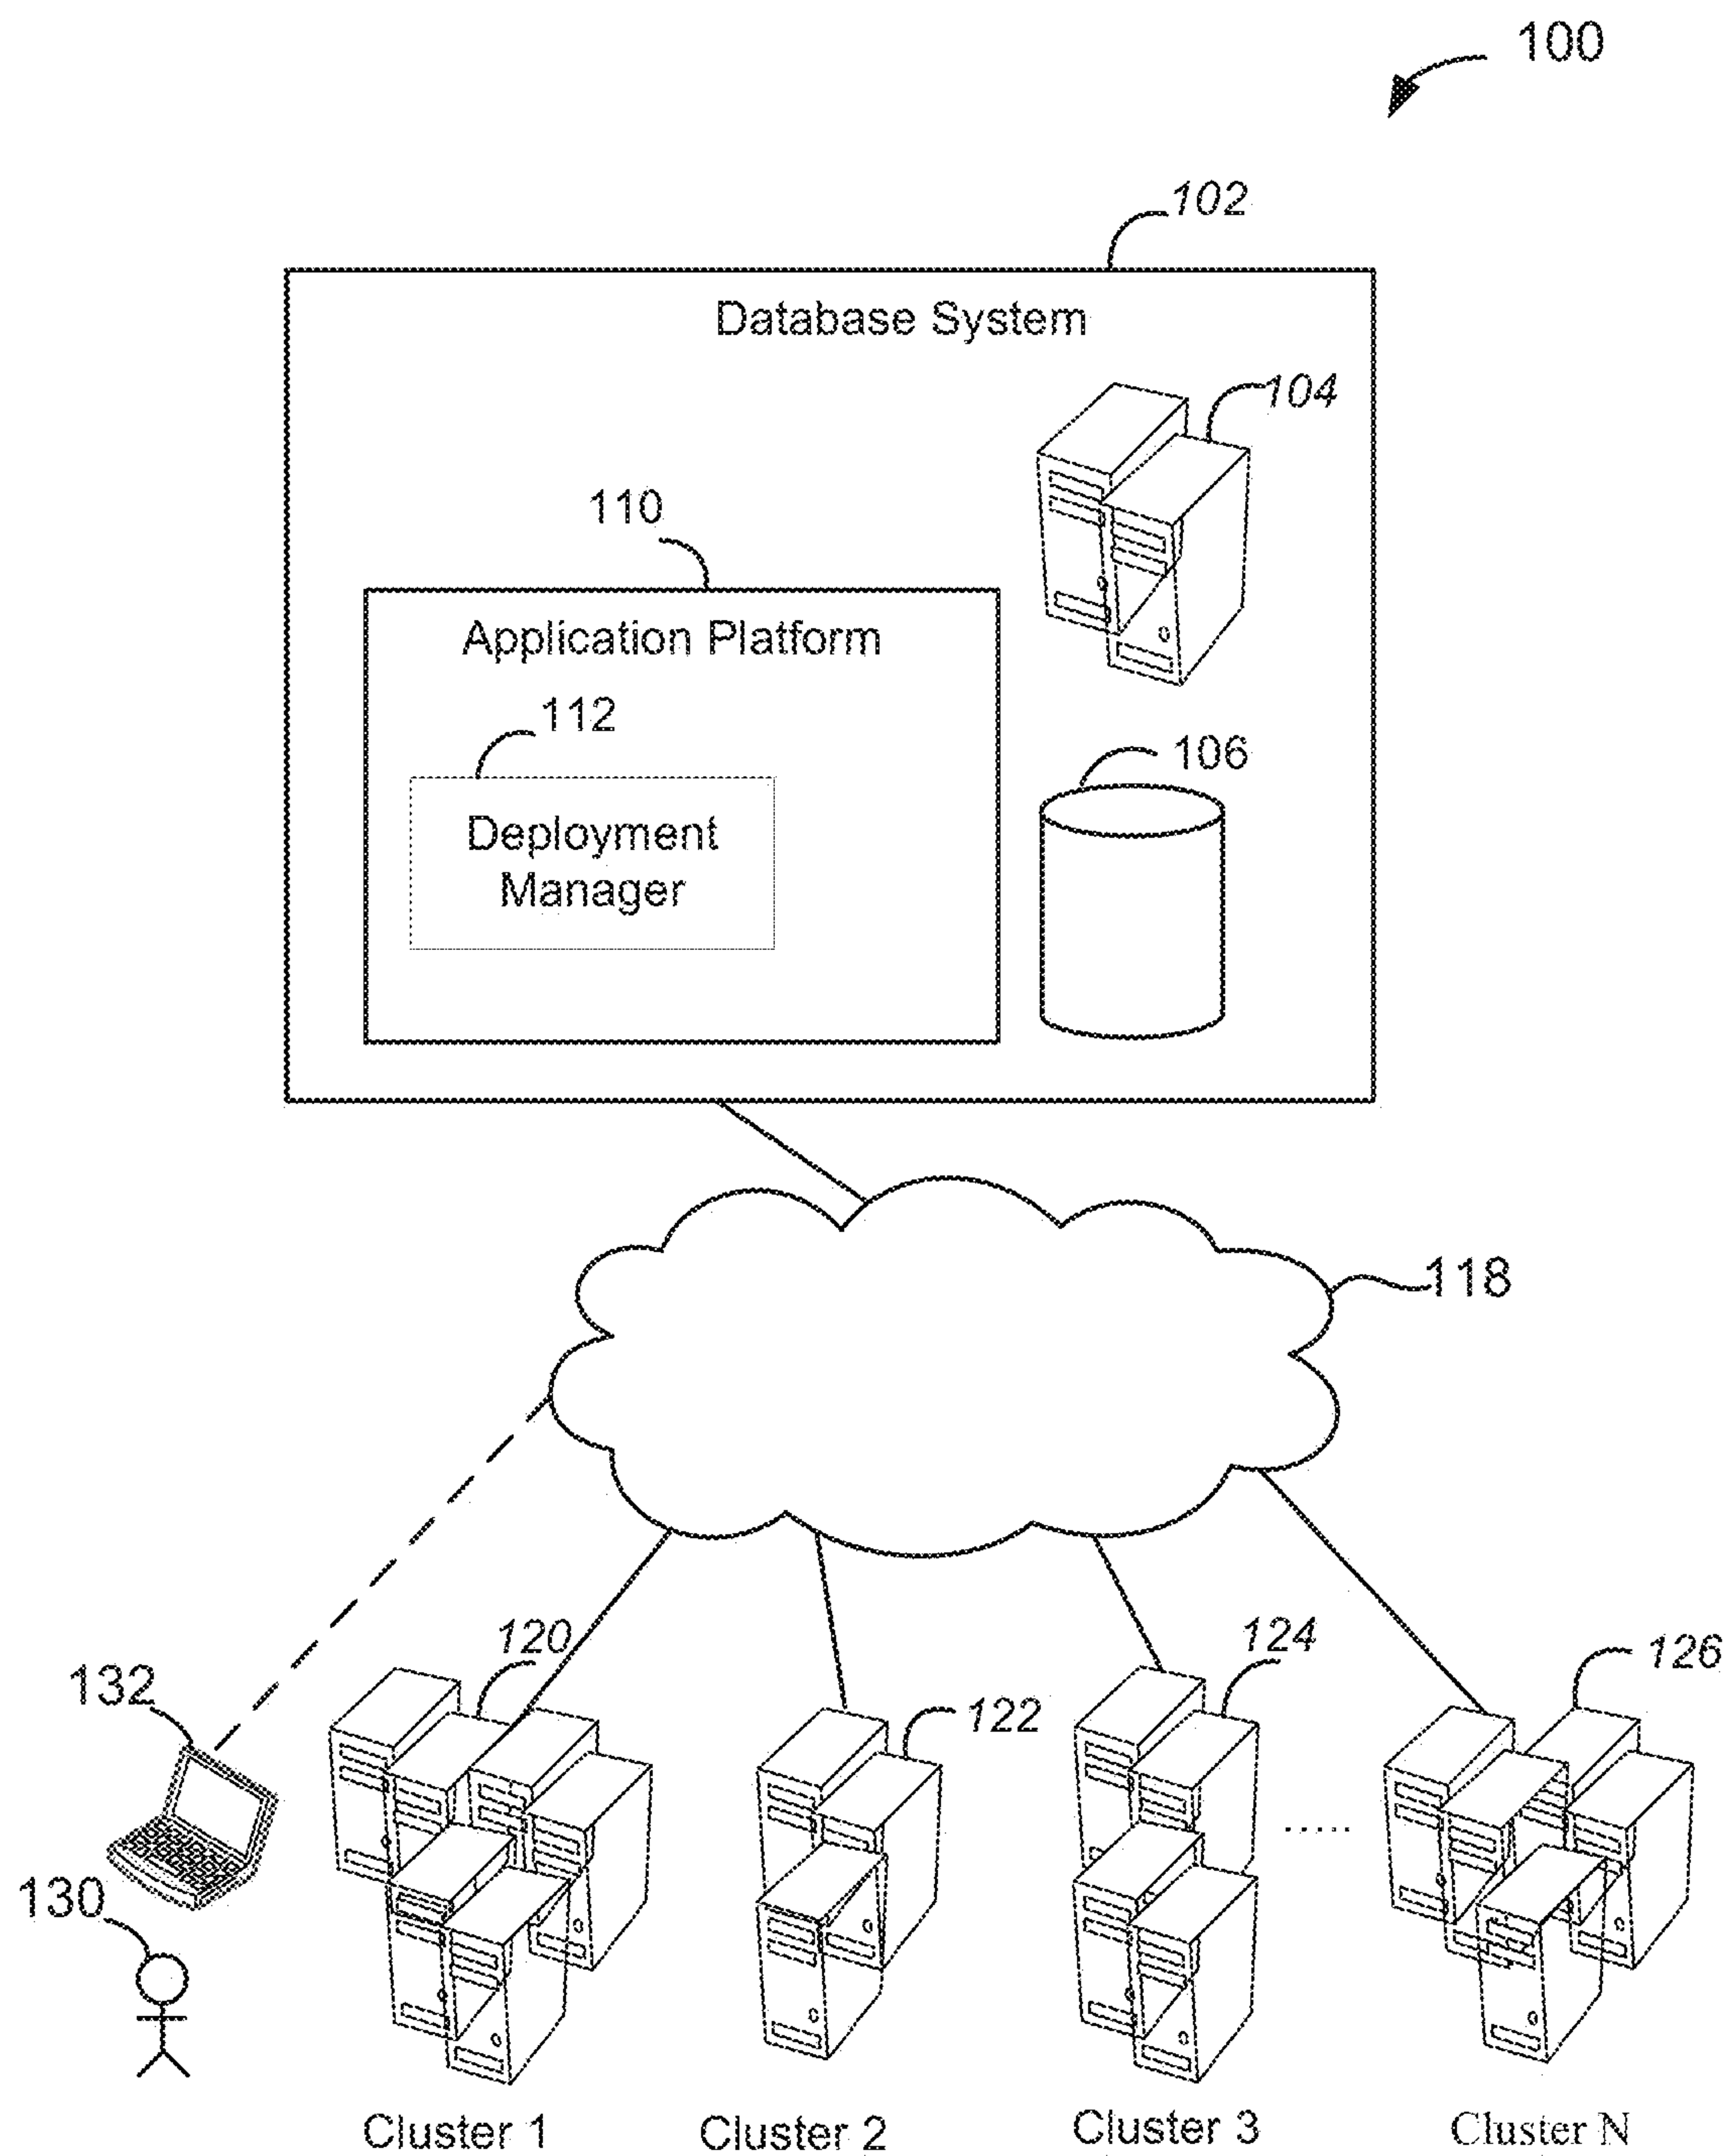 100
102
Database System
104
110
Application Platform
112
106
Deployment
Manager
118
120
124
126
132
122
.....
130
Cluster 1
Cluster 2
Cluster 3
Cluster N